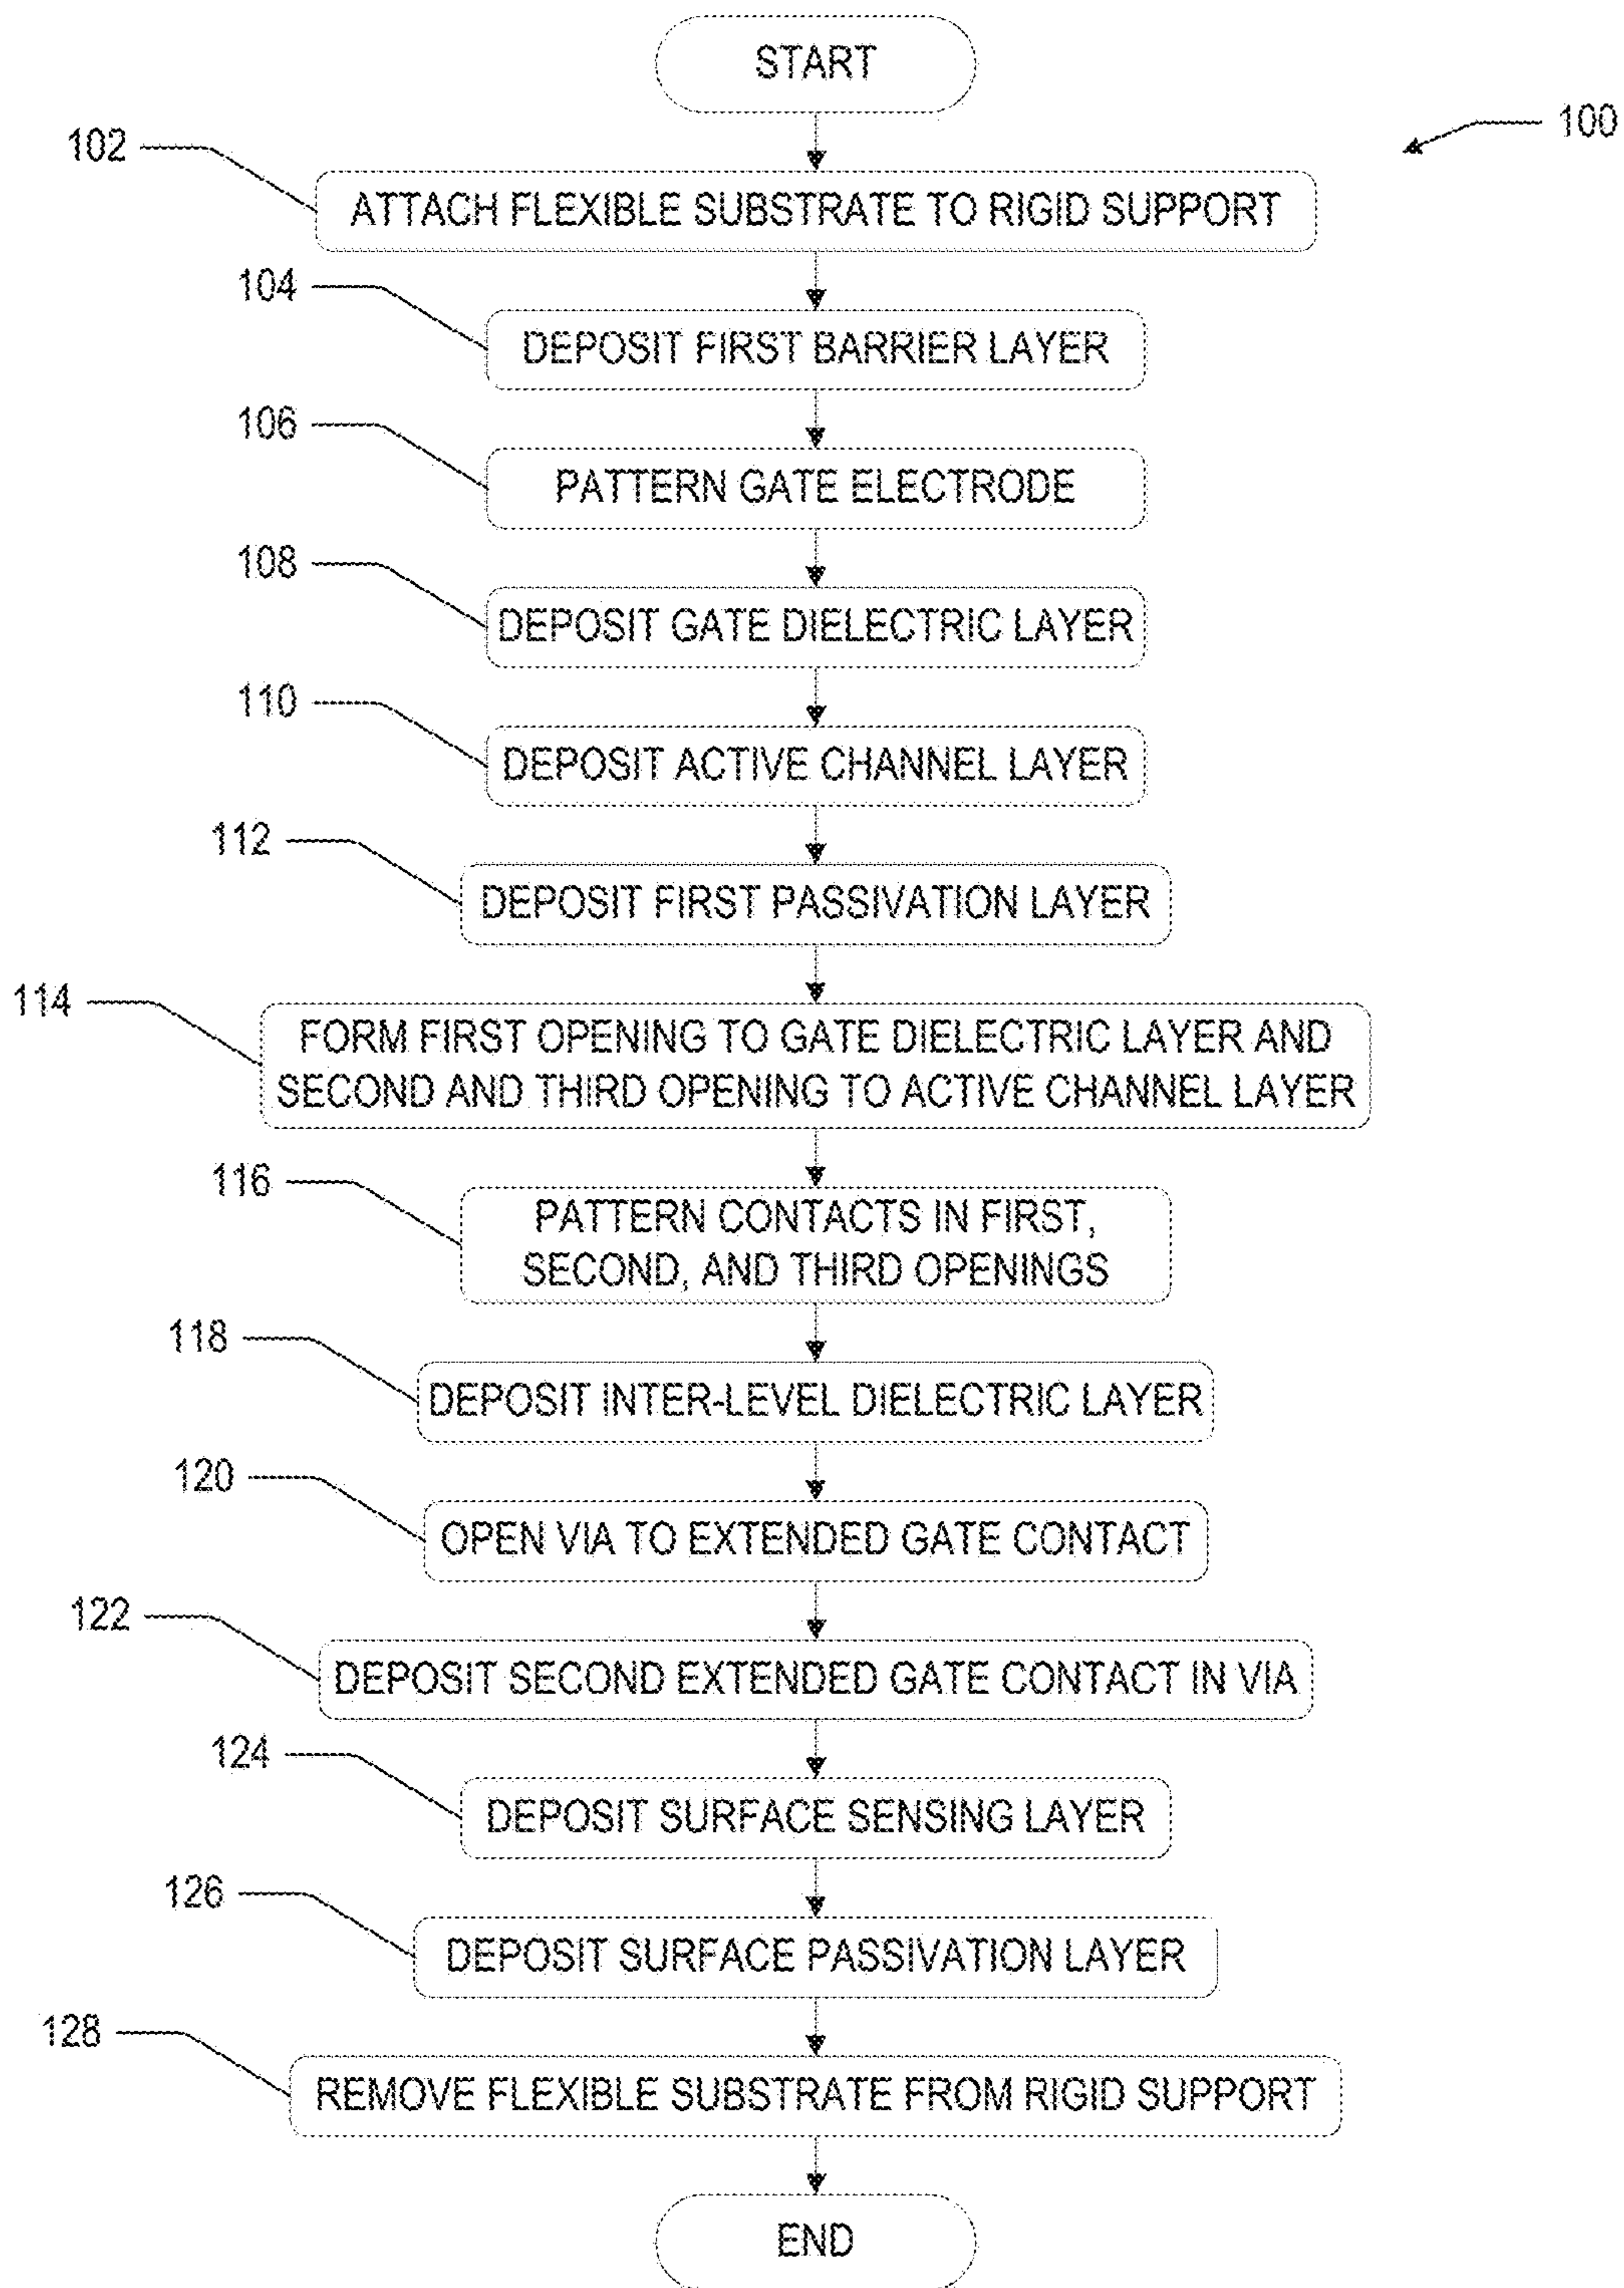 START
100
102
ATTACH FLEXIBLE SUBSTRATE TO RIGID SUPPORT
104
DEPOSIT FIRST BARRIER LAYER
106
PATTERN GATE ELECTRODE
108
DEPOSIT GATE DIELECTRIC LAYER
110
DEPOSIT ACTIVE CHANNEL LAYER
112
DEPOSIT FIRST PASSIVATION LAYER
114
FORM FIRST OPENING TO GATE DIELECTRIC LAYER AND
SECOND AND THIRD OPENING TO ACTIVE CHANNEL LAYER
116
PATTERN CONTACTS IN FIRST,
SECOND, AND THIRD OPENINGS
118
DEPOSIT INTER-LEVEL DIELECTRIC LAYER
120
OPEN VIA TO EXTENDED GATE CONTACT
122
DEPOSIT SECOND EXTENDED GATE CONTACT IN VIA
124
DEPOSIT SURFACE SENSING LAYER
126
DEPOSIT SURFACE PASSIVATION LAYER
128
REMOVE FLEXIBLE SUBSTRATE FROM RIGID SUPPORT
END